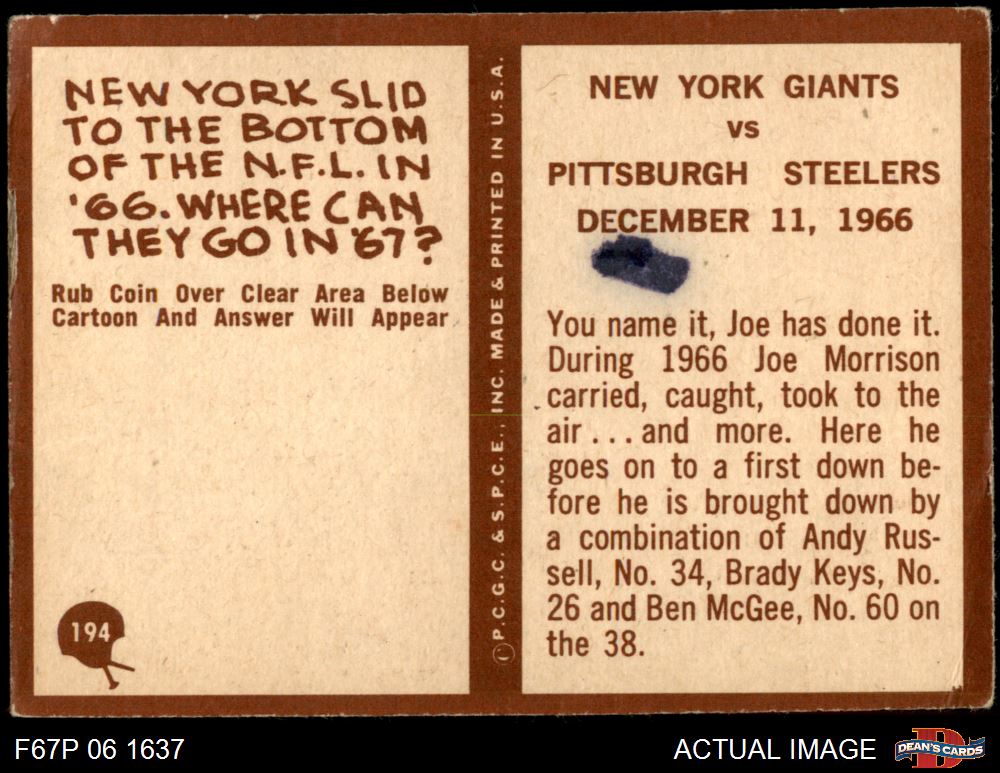 NEW YORK SLID
TO THE BOTTOM
OF THE N.F.L. IN
'66. WHERE CAN
THEY GO IN '67?
Rub Coin Over Clear Area Below
Cartoon And Answer Will Appear
194
Ⓒ P.C.G.C. & S.P.C.E., INC. MADE & PRINTED IN U.S.A.
NEW YORK GIANTS
VS
PITTSBURGH STEELERS
DECEMBER 11, 1966
You name it, Joe has done it.
During 1966 Joe Morrison
carried, caught, took to the
air...and more. Here he
goes on to a first down be-
fore he is brought down by
a combination of Andy Rus-
sell, No. 34, Brady Keys, No.
26 and Ben McGee, No. 60 on
the 38.
F67P 06 1637
ACTUAL IMAGE
DEAN'S CARDS